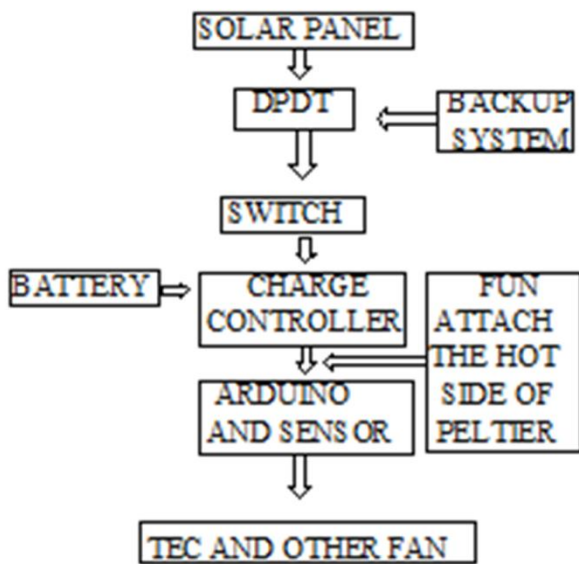 SOLAR PANEL
DPDT
BACKUP
SYSTEM
SWITCH
BATTERY
CHARGE
CONTROLLER
FUN
ATTACH
THE HOT
SIDE OF
PELTIER
ARDUINO
AND SENSOR
TEC AND OTHER FAN